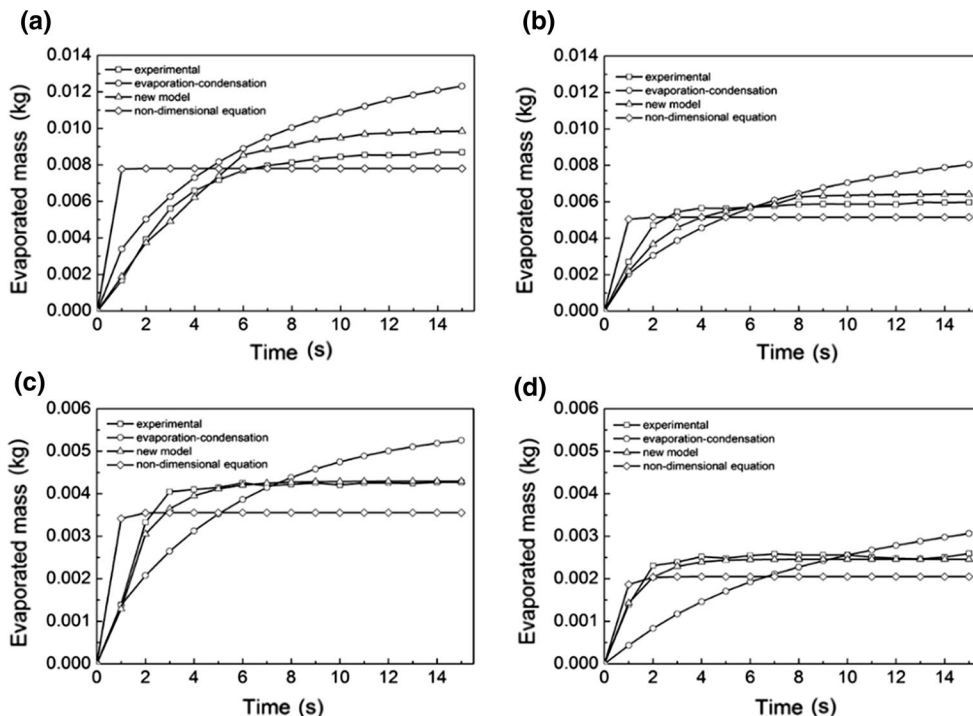 (a)
0.014
0.012
0.010
0.008
0.006
0.004
0.002
0.000
Evaporated mass (kg)
experimental
evaporation-condensation
new model
non-dimensional equation
0 2 4 6 8 10 12 14
Time (s)
(b)
0.014
0.012
0.010
0.008
0.006
0.004
0.002
0.000
Evaporated mass (kg)
experimental
evaporation-condensation
new model
non-dimensional equation
0 2 4 6 8 10 12 14
Time (s)
(c)
0.006
0.005
0.004
0.003
0.002
0.001
0.000
Evaporated mass (kg)
experimental
evaporation-condensation
new model
non-dimensional equation
0 2 4 6 8 10 12 14
Time (s)
(d)
0.006
0.005
0.004
0.003
0.002
0.001
0.000
Evaporated mass (kg)
experimental
evaporation-condensation
new model
non-dimensional equation
0 2 4 6 8 10 12 14
Time (s)